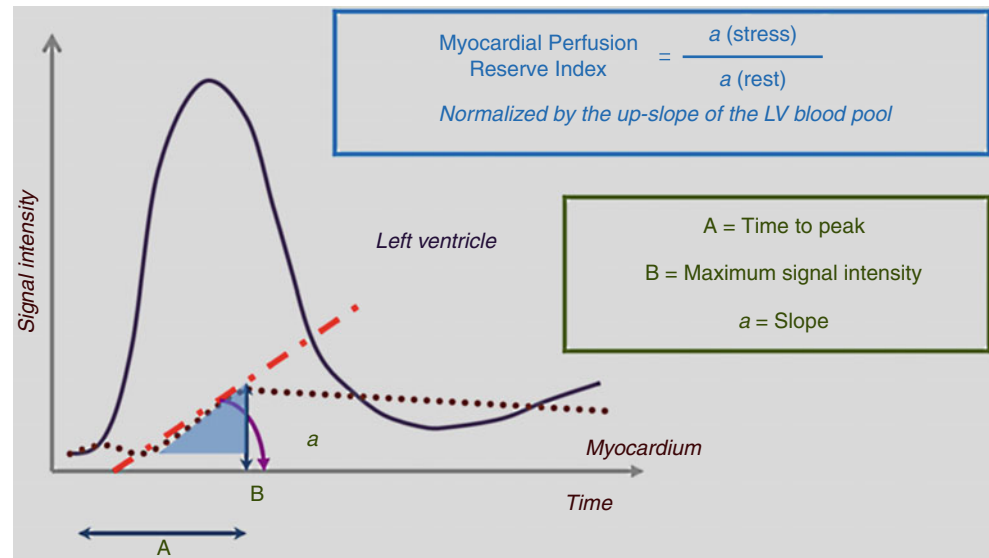 Myocardial Perfusion
Reserve Index
=
a (stress)
a (rest)
Normalized by the up-slope of the LV blood pool
A = Time to peak
B = Maximum signal intensity
a = Slope
Signal intensity
Left ventricle
a
Myocardium
B
Time
A